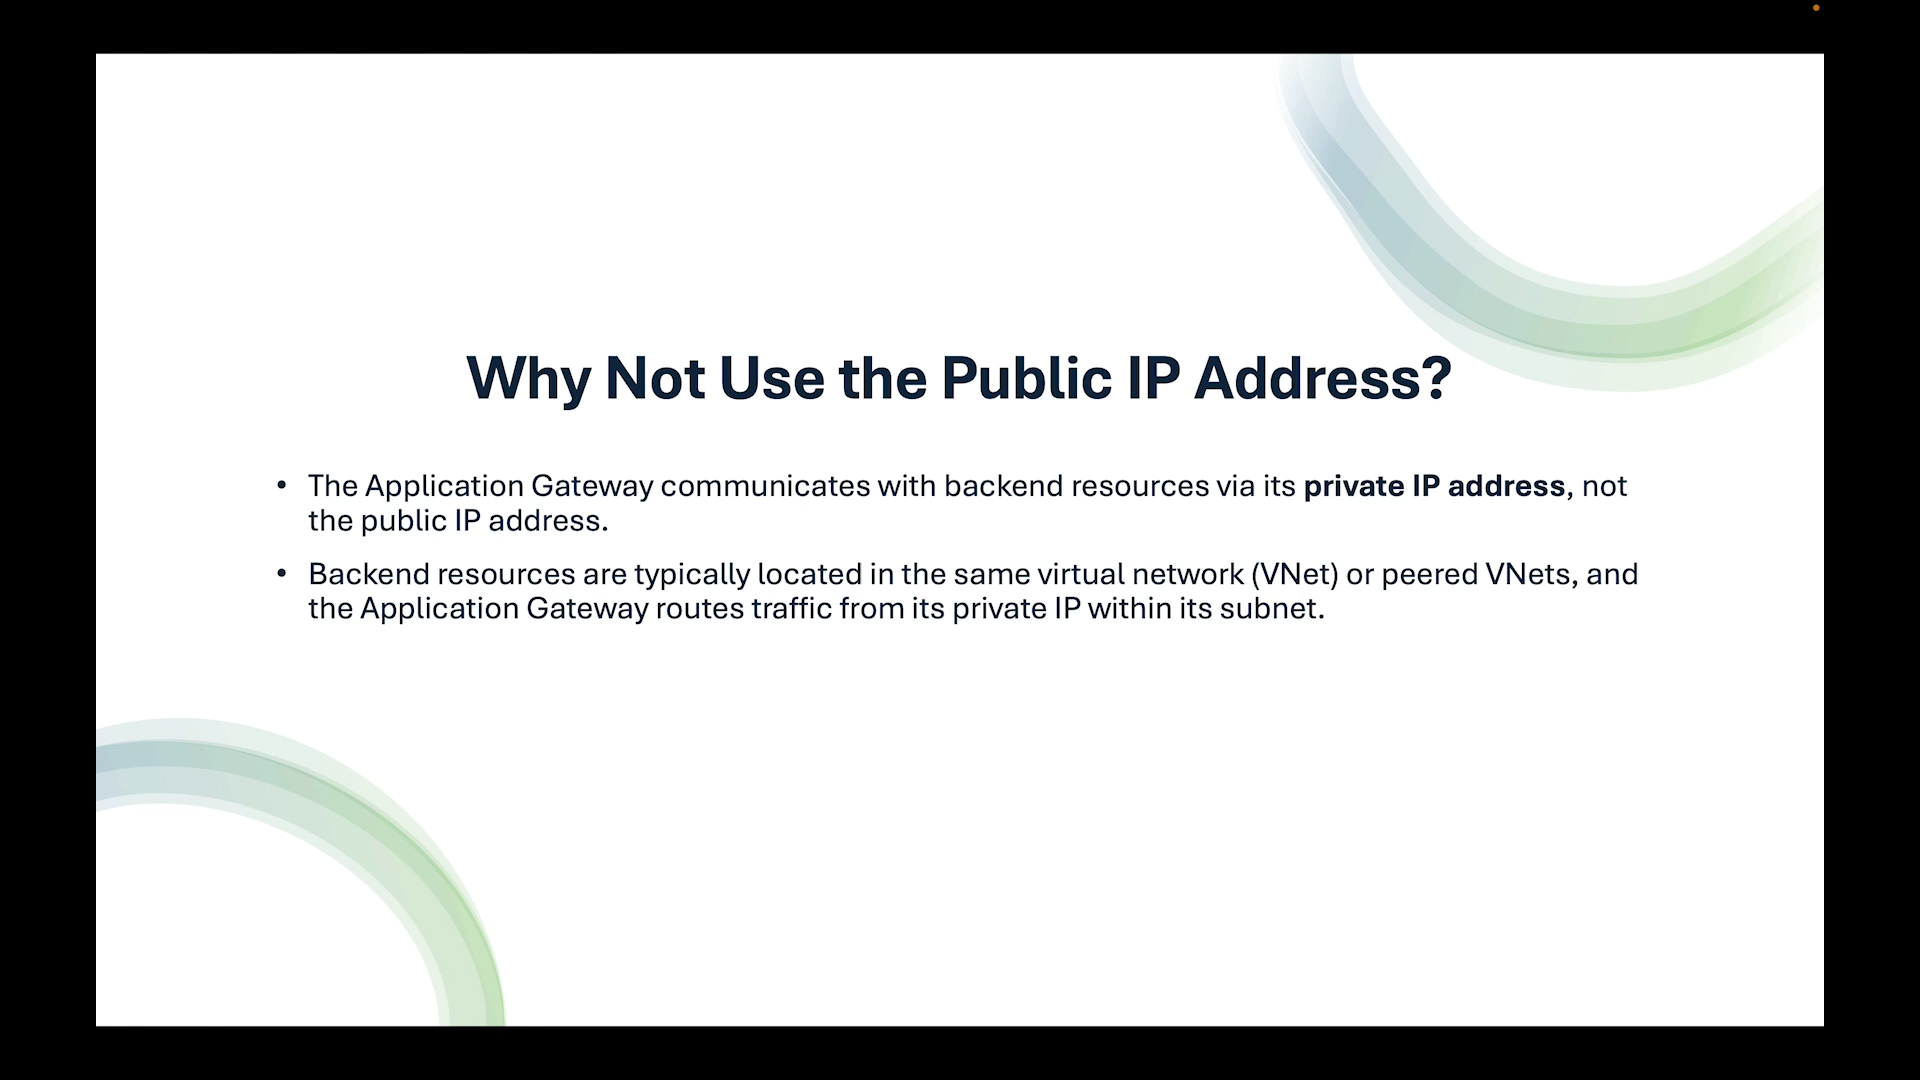 Why Not Use the Public IP Address?
• The Application Gateway communicates with backend resources via its private IP address, not
the public IP address.
• Backend resources are typically located in the same virtual network (VNet) or peered VNets, and
the Application Gateway routes traffic from its private IP within its subnet.